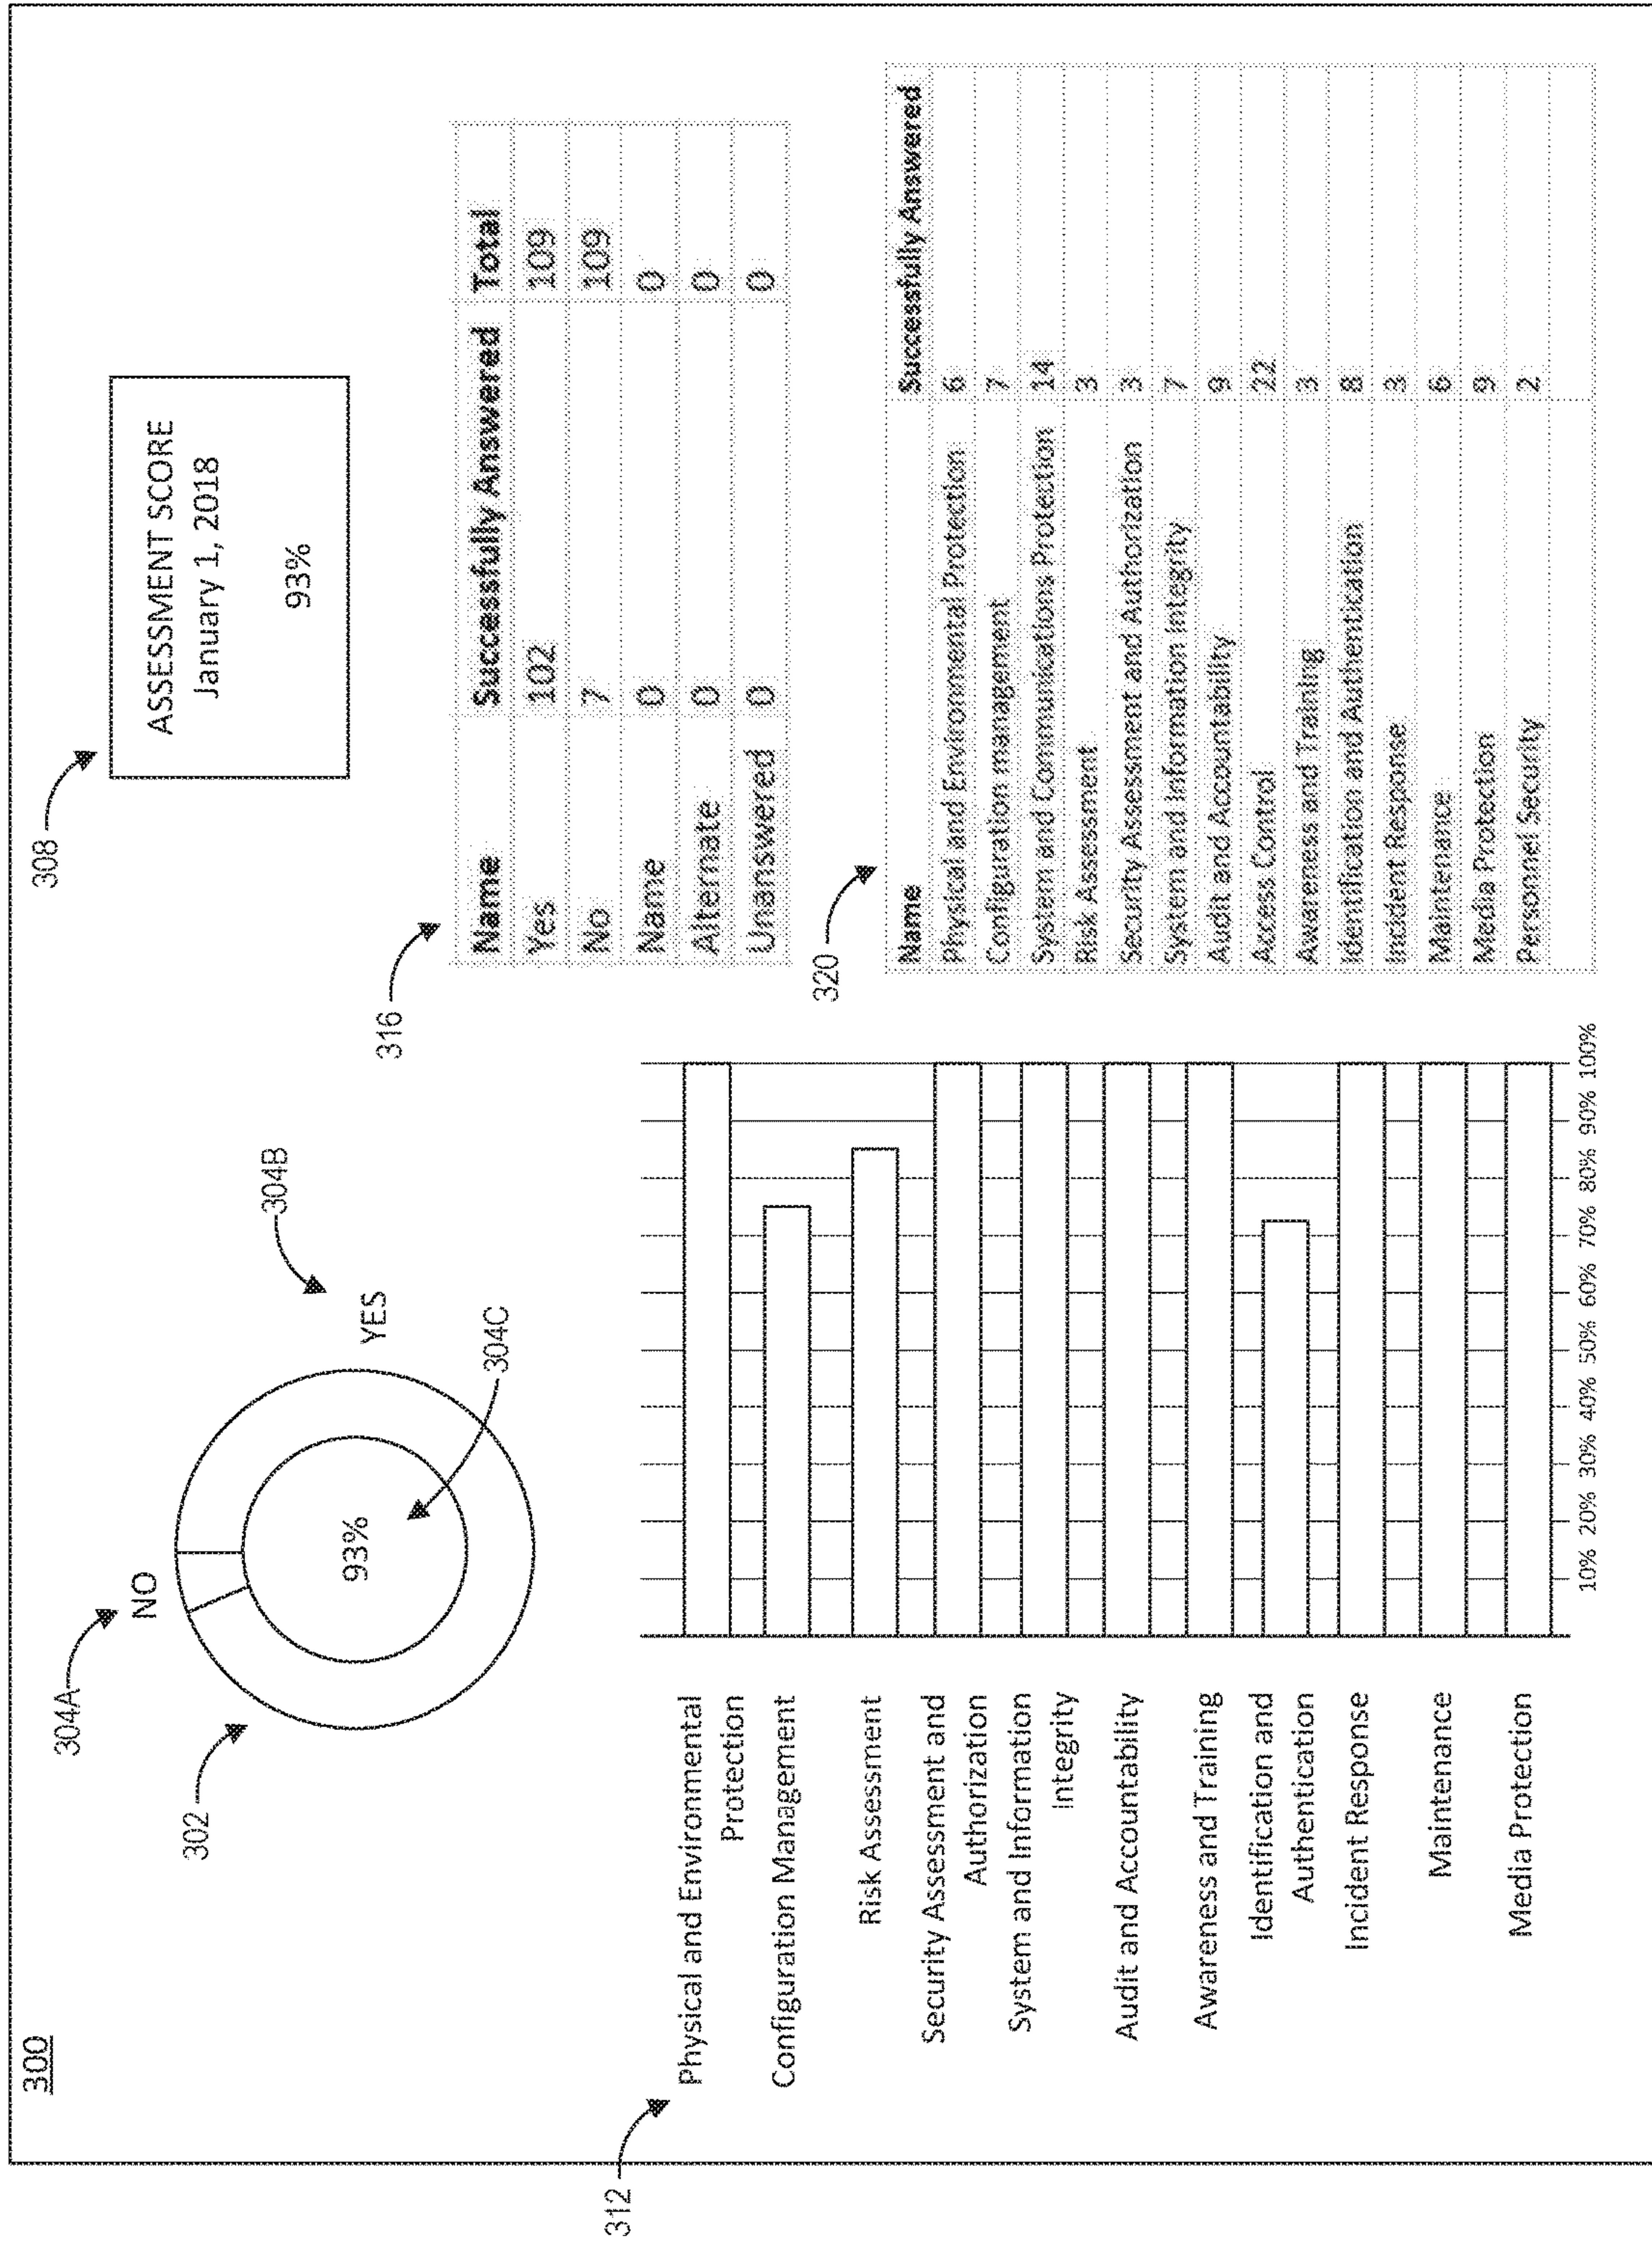 300
304A
NO
302
93%
304C
YES
304B
308
ASSESSMENT SCORE
January 1, 2018
93%
316
Name Successfully Answered Total
Yes 102 109
No 7 109
Name 0 0
Alternate 0 0
Unanswered 0 0
312
Physical and Environmental
Protection
Configuration Management
Risk Assessment
Security Assessment and
Authorization
System and Information
Integrity
Audit and Accountability
Awareness and Training
Identification and
Authentication
Incident Response
Maintenance
Media Protection
10% 20% 30% 40% 50% 60% 70% 80% 90% 100%
320
Name Successfully Answered
Physical and Environmental Protection 6
Configuration management 7
System and Communications Protection 14
Risk Assessment 3
Security Assessment and Authorization 3
System and Information Integrity 7
Audit and Accountability 9
Access Control 22
Awareness and Training 3
Identification and Authentication 8
Incident Response 3
Maintenance 6
Media Protection 9
Personnel Security 2